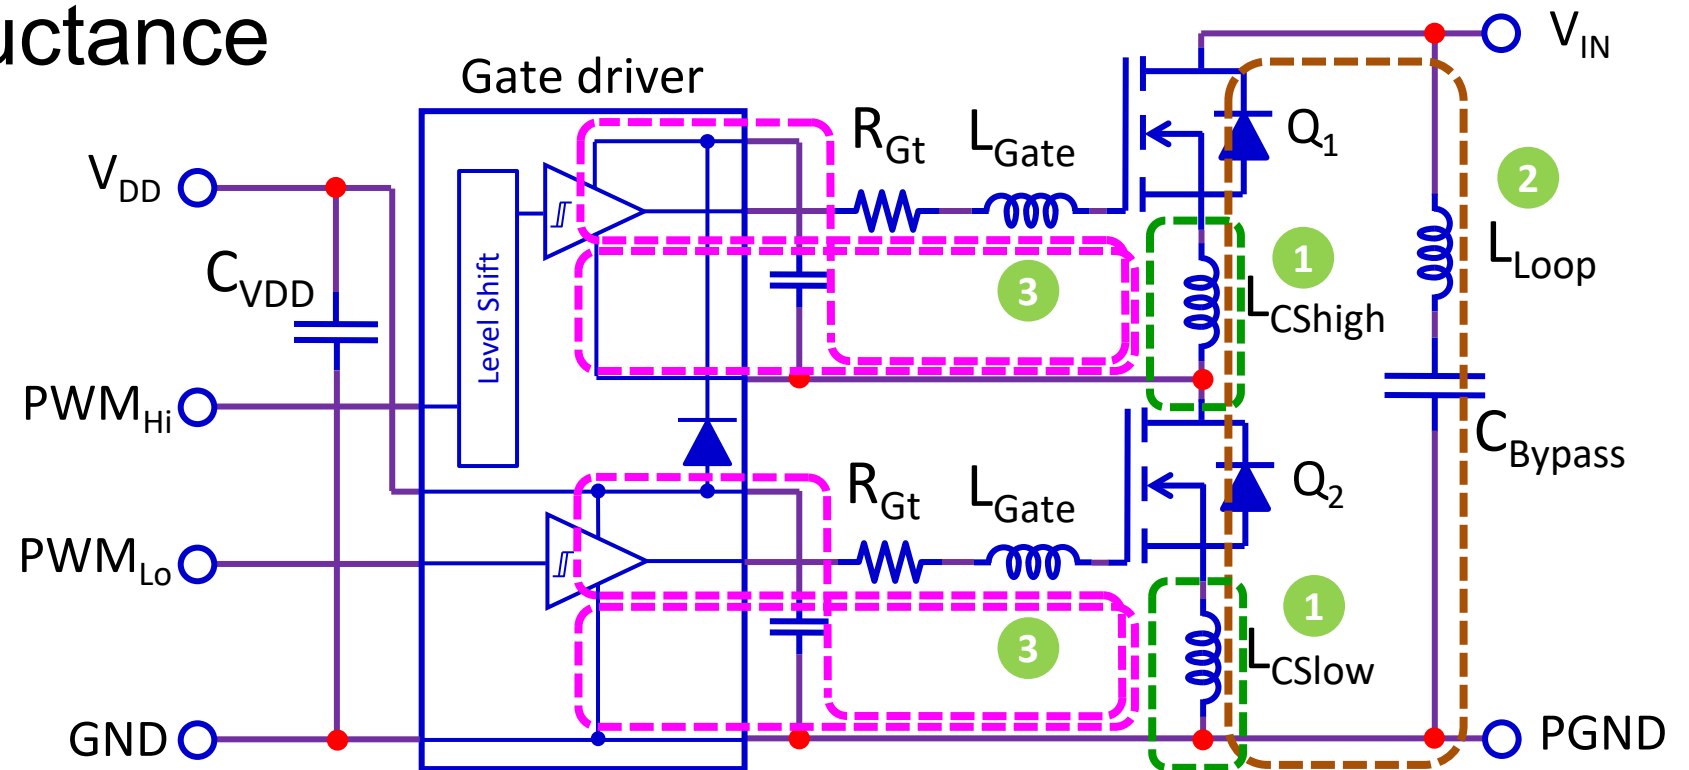 uctance
Gate driver
V_IN
R_Gt
L_Gate
Q_1
V_DD
2
C_VDD
Level Shift
1
L_Loop
3
L_CShigh
PWM_Hi
C_Bypass
R_Gt
L_Gate
Q_2
PWM_Lo
1
3
L_CSlow
GND
PGND